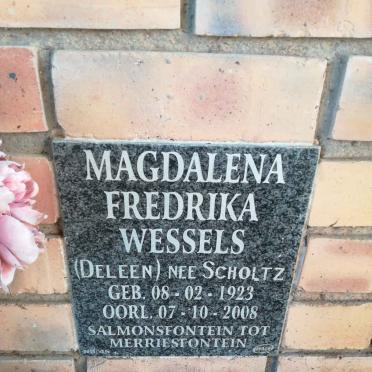 MAGDALENA
FREDRIKA
WESSELS
(DELEEN) NEE SCHOLTZ
GEB. 08 - 02 - 1923
OORL. 07 - 10 - 2008
SALMONSFONTEIN TOT
MERRIESFONTEIN